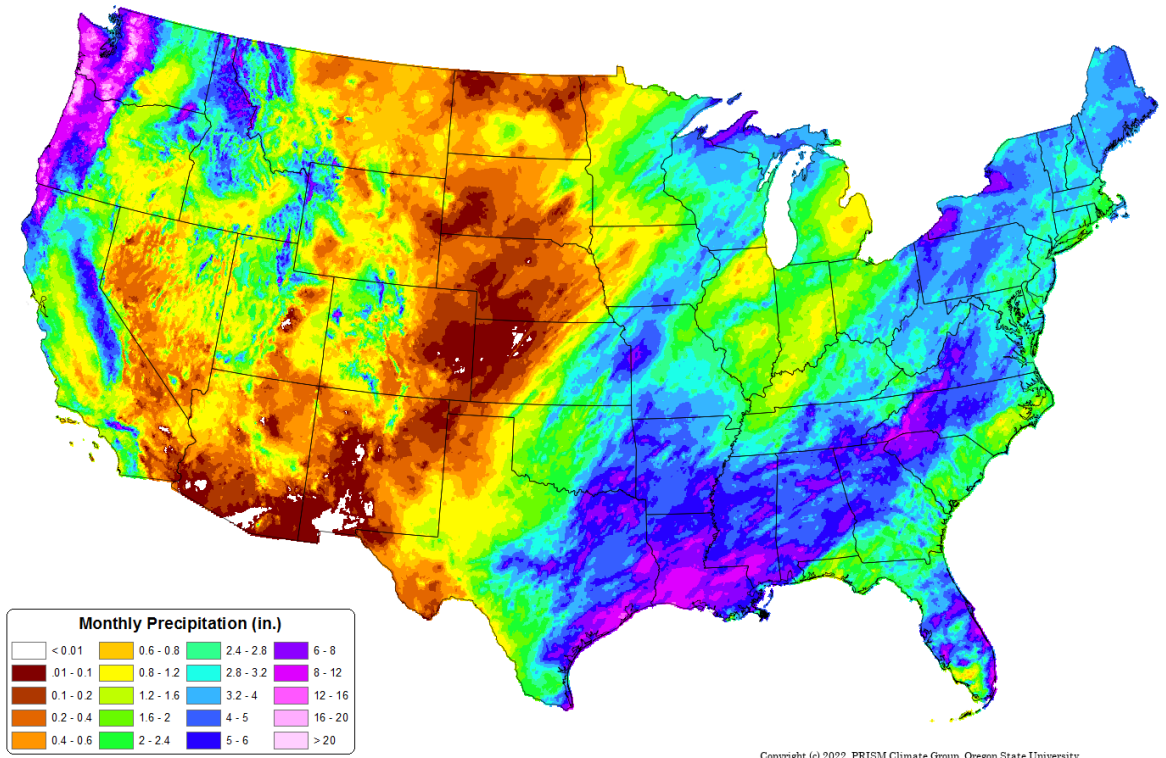 Monthly Precipitation (in.)
< 0.01 0.6 - 0.8 2.4 - 2.8 6 - 8
.01 - 0.1 0.8 - 1.2 2.8 - 3.2 8 - 12
0.1 - 0.2 1.2 - 1.6 3.2 - 4 12 - 16
0.2 - 0.4 1.6 - 2 4 - 5 16 - 20
0.4 - 0.6 2 - 2.4 5 - 6 > 20
Copyright (c) 2022, PRISM Climate Group, Oregon State University